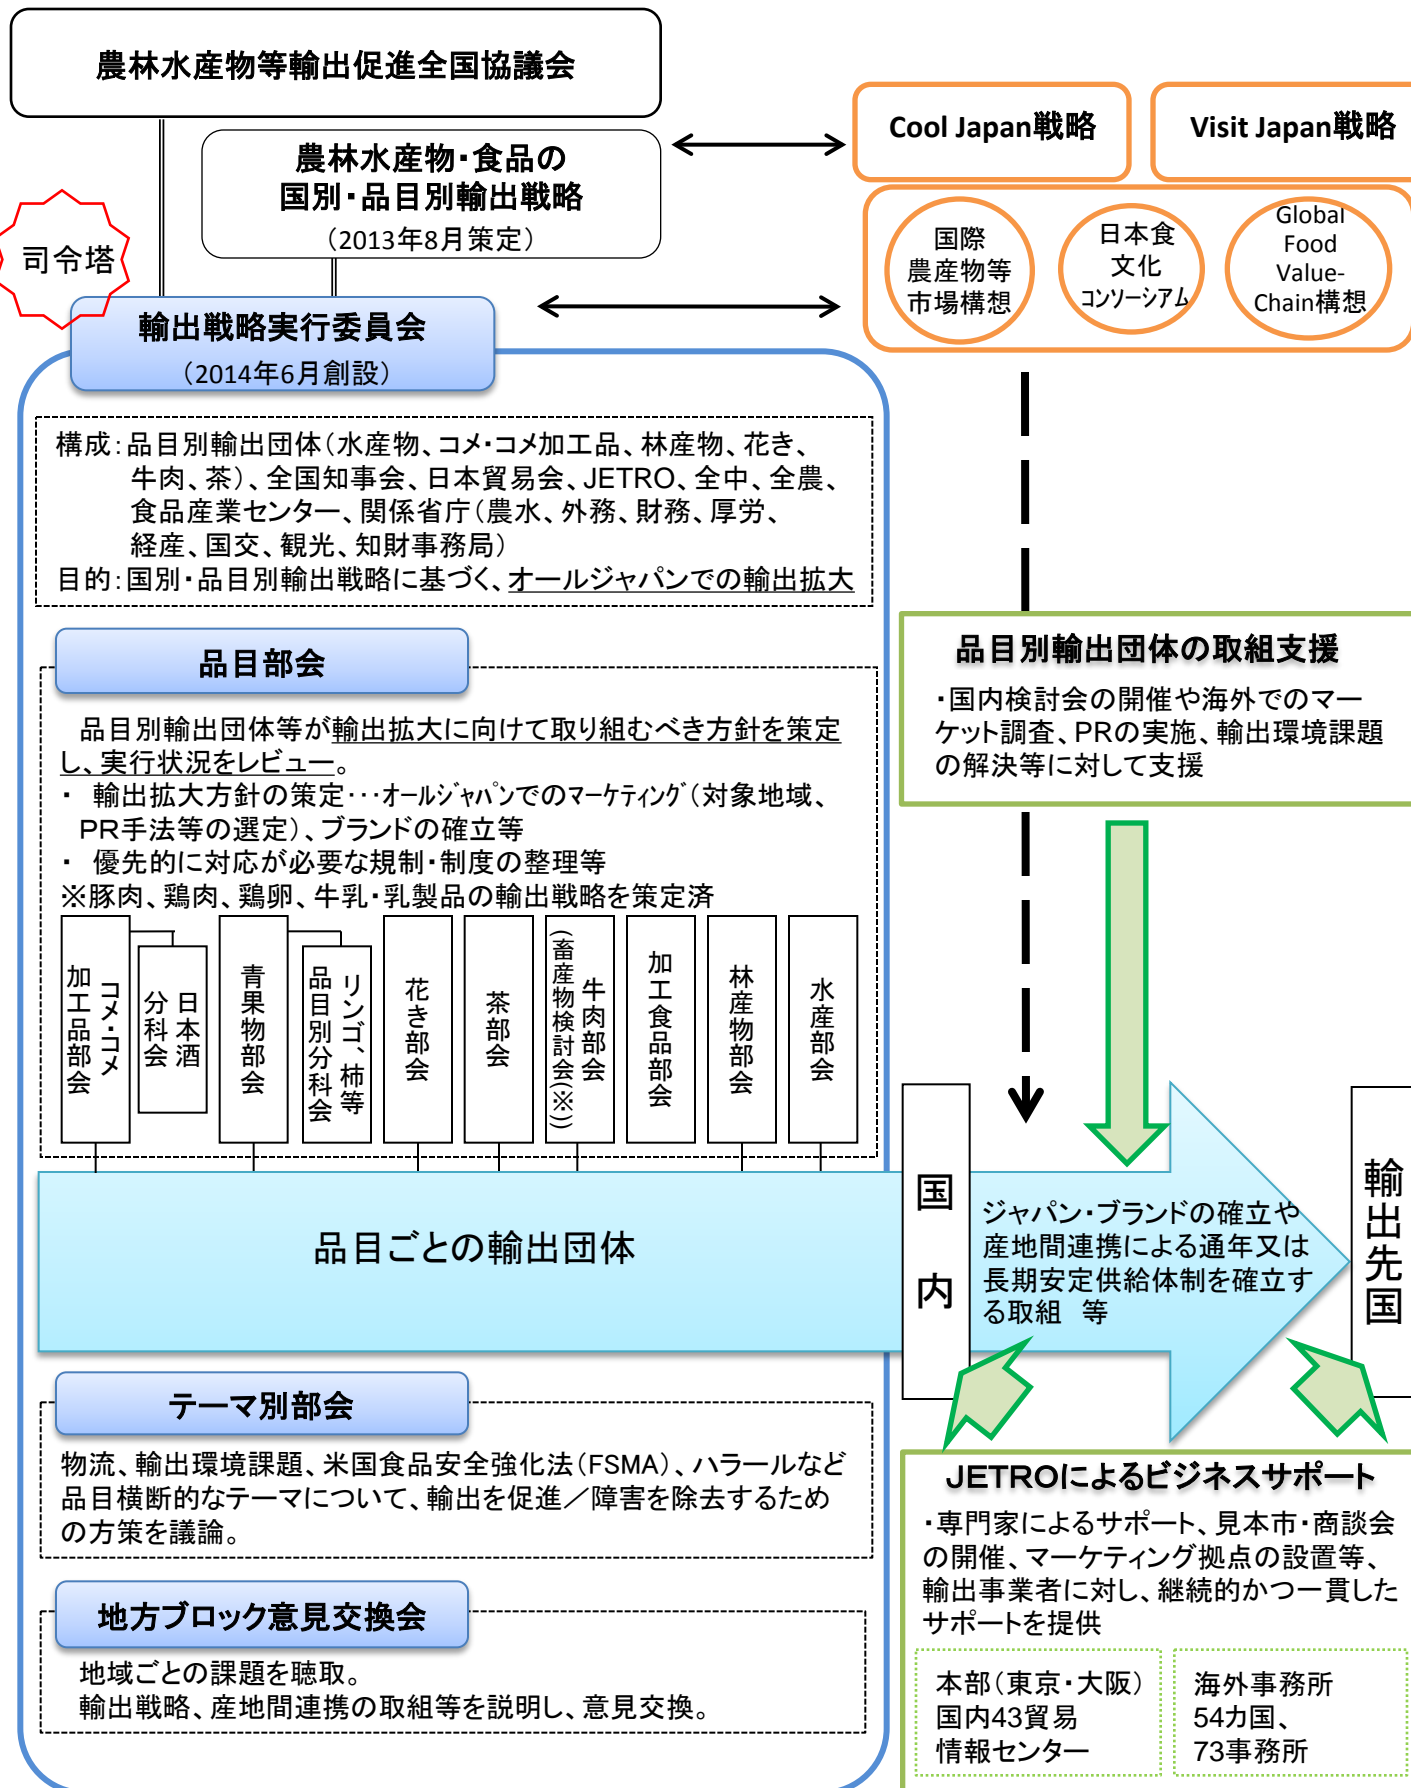 農林水産物等輸出促進全国協議会
農林水産物・食品の
国別・品目別輸出戦略
（2013年8月策定）
Cool Japan戦略
Visit Japan戦略
国際
農産物等
市場構想
日本食
文化
コンソーシアム
Global
Food
Value-
Chain構想
司令塔
輸出戦略実行委員会
（2014年6月創設）
構成：品目別輸出団体（水産物、コメ・コメ加工品、林産物、花き、
牛肉、茶）、全国知事会、日本貿易会、JETRO、全中、全農、
食品産業センター、関係省庁（農水、外務、財務、厚労、
経産、国交、観光、知財事務局）
目的：国別・品目別輸出戦略に基づく、オールジャパンでの輸出拡大
品目部会
品目別輸出団体等が輸出拡大に向けて取り組むべき方針を策定
し、実行状況をレビュー。
・ 輸出拡大方針の策定･･･オールジャパンでのマーケティング（対象地域、
PR手法等の選定）、ブランドの確立等
・ 優先的に対応が必要な規制・制度の整理等
※豚肉、鶏肉、鶏卵、牛乳・乳製品の輸出戦略を策定済
コメ・コメ
加工品部会
日本酒
分科会
青果物部会
リンゴ、柿等
品目別分科会
花き部会
茶部会
牛肉部会
（畜産物検討会（※））
加工食品部会
林産物部会
水産部会
品目ごとの輸出団体
テーマ別部会
物流、輸出環境課題、米国食品安全強化法（FSMA）、ハラールなど
品目横断的なテーマについて、輸出を促進／障害を除去するため
の方策を議論。
地方ブロック意見交換会
地域ごとの課題を聴取。
輸出戦略、産地間連携の取組等を説明し、意見交換。
品目別輸出団体の取組支援
・国内検討会の開催や海外でのマー
ケット調査、PRの実施、輸出環境課題
の解決等に対して支援
国内
ジャパン・ブランドの確立や
産地間連携による通年又は
長期安定供給体制を確立す
る取組 等
輸出先国
JETROによるビジネスサポート
・専門家によるサポート、見本市・商談会
の開催、マーケティング拠点の設置等、
輸出事業者に対し、継続的かつ一貫した
サポートを提供
本部（東京・大阪）
国内43貿易
情報センター
海外事務所
54カ国、
73事務所